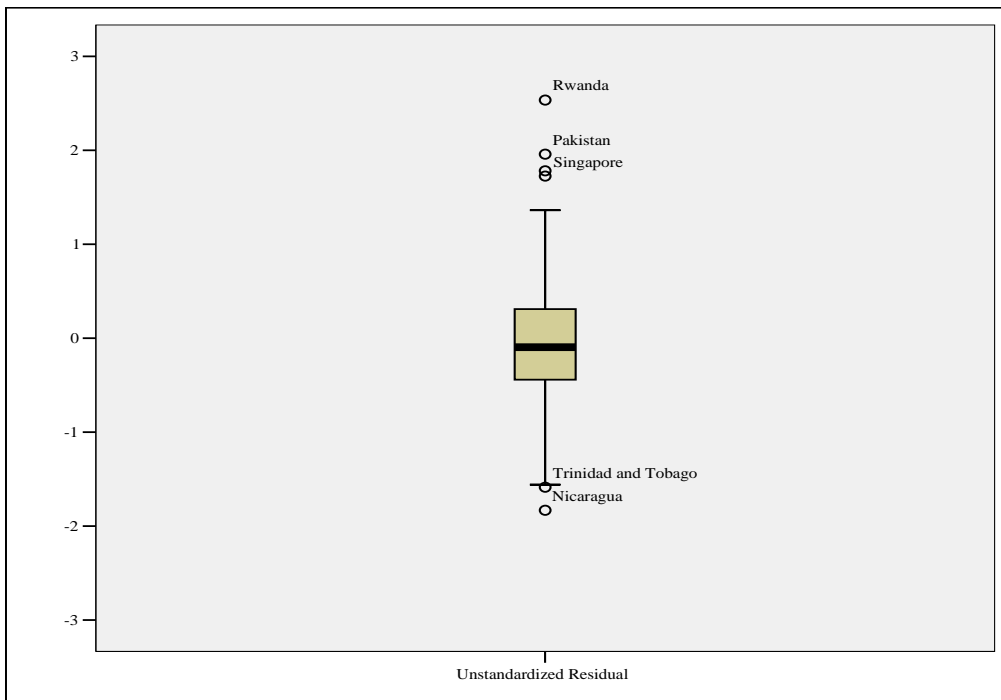 3
Rwanda
Pakistan
2
Singapore
1
0
-1
Trinidad and Tobago
Nicaragua
-2
-3
Unstandardized Residual